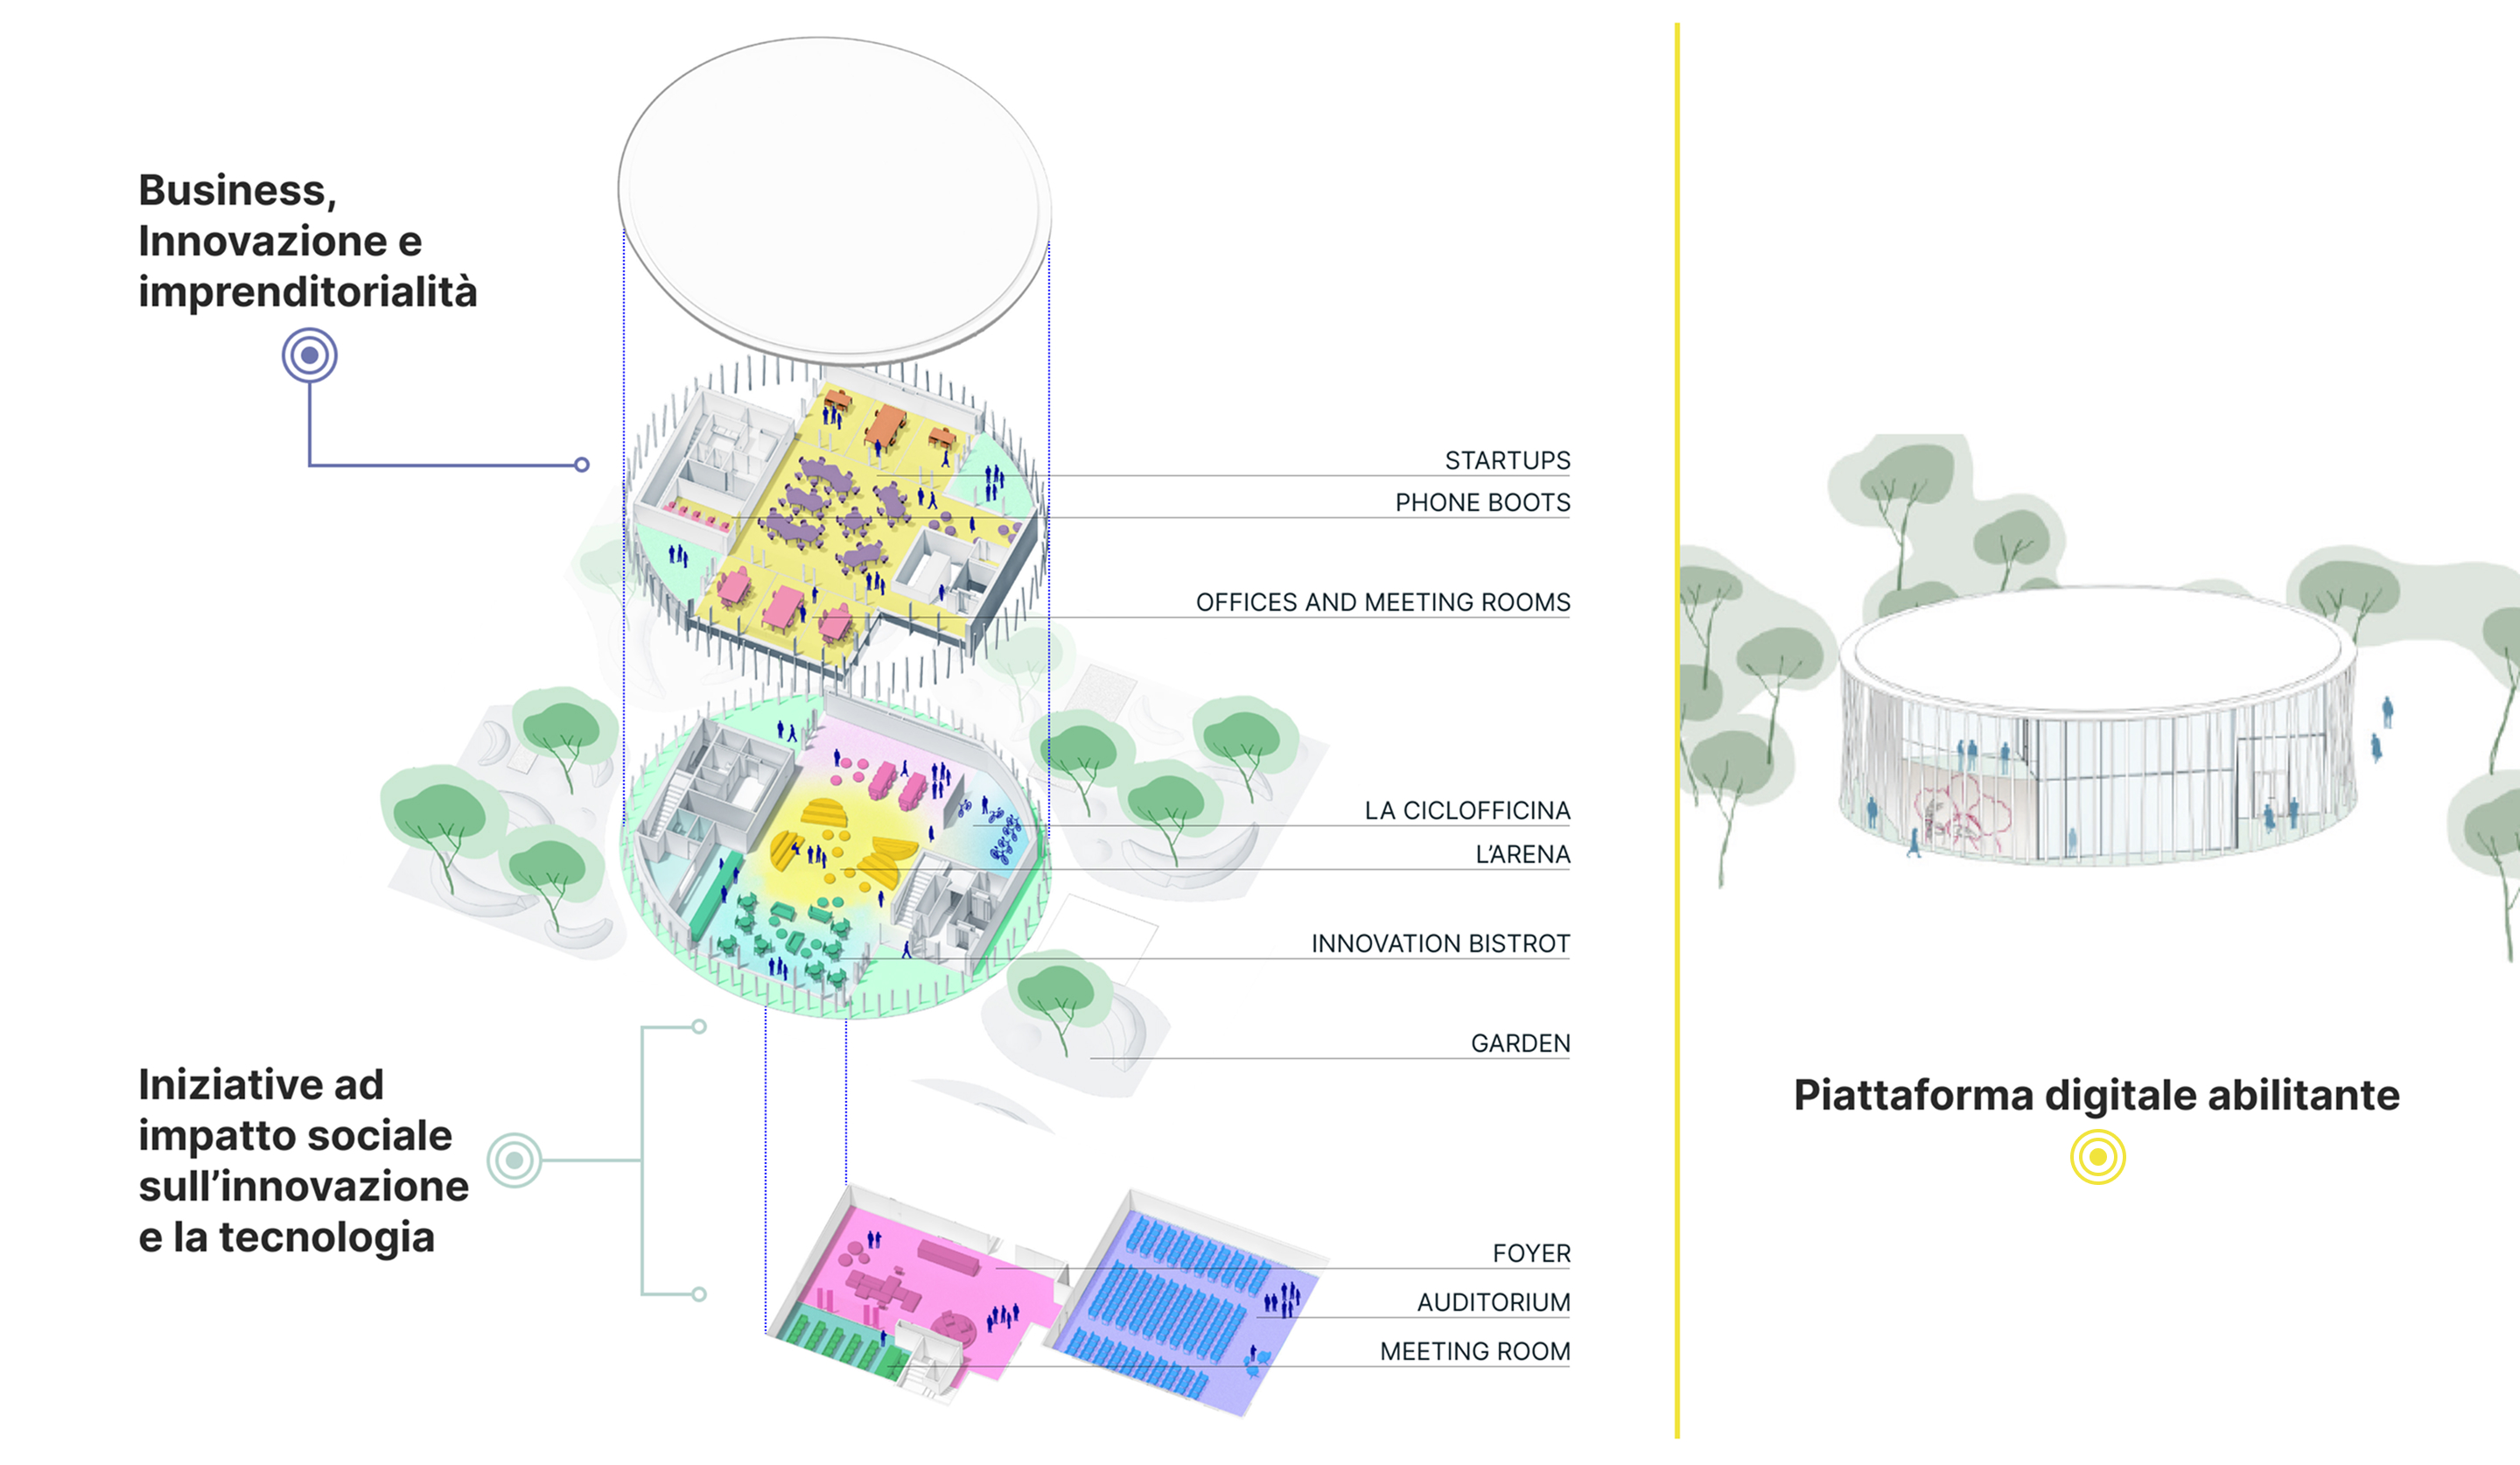 Business,
Innovazione e
imprenditorialità
STARTUPS
PHONE BOOTS
OFFICES AND MEETING ROOMS
LA CICLOFFICINA
L’ARENA
INNOVATION BISTROT
GARDEN
Iniziative ad
impatto sociale
sull’innovazione
e la tecnologia
FOYER
AUDITORIUM
MEETING ROOM
Piattaforma digitale abilitante